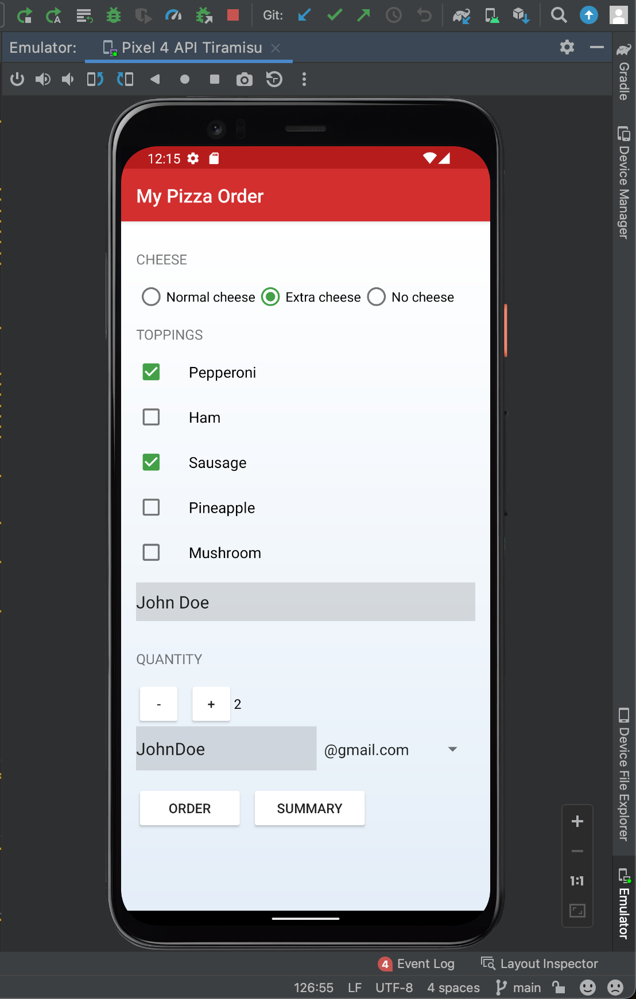 Git:
Emulator: Pixel 4 API Tiramisu
Gradle
Device Manager
12:15
My Pizza Order
CHEESE
Normal cheese Extra cheese No cheese
TOPPINGS
Pepperoni
Ham
Sausage
Pineapple
Mushroom
John Doe
QUANTITY
- + 2
JohnDoe @gmail.com
ORDER SUMMARY
Device File Explorer
1:1
Emulator
4 Event Log Layout Inspector
126:55 LF UTF-8 4 spaces main